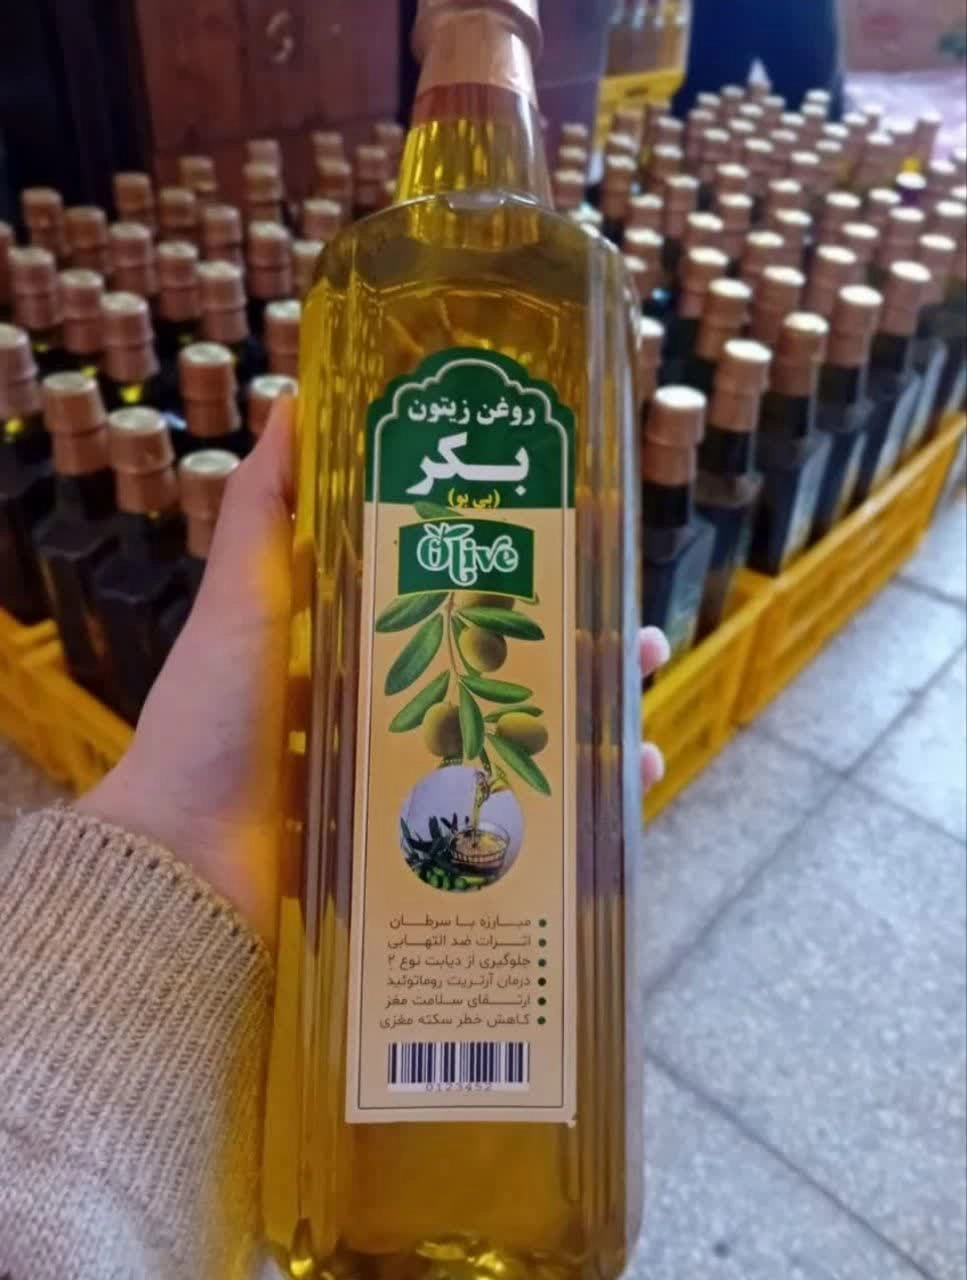 روغن زیتون
بکر
(بی بو)
Olive
مبارزه با سرطان
اثرات ضد التهابی
جلوگیری از دیابت نوع ۲
درمان آرتریت روماتوئید
ارتقای سلامت مغز
کاهش خطر سکته مغزی
0123452